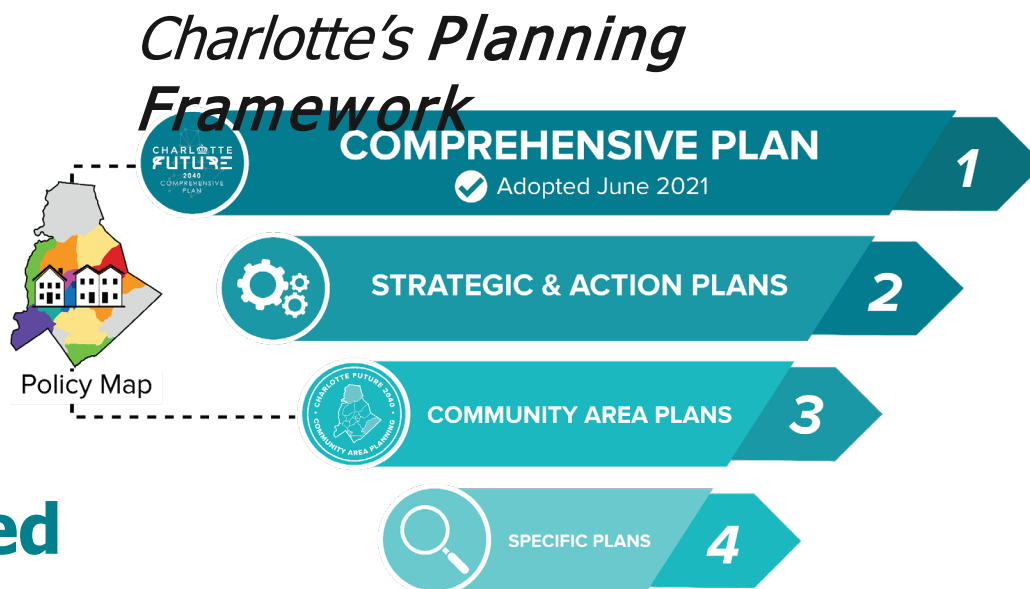 Charlotte's Planning
Framework
CHARLOTTE
FUTURE
2040
COMPREHENSIVE
PLAN
COMPREHENSIVE PLAN
Adopted June 2021
1
STRATEGIC & ACTION PLANS
2
Policy Map
CHARLOTTE FUTURE 2040
COMMUNITY AREA PLANNING
COMMUNITY AREA PLANS
3
ed
SPECIFIC PLANS
4